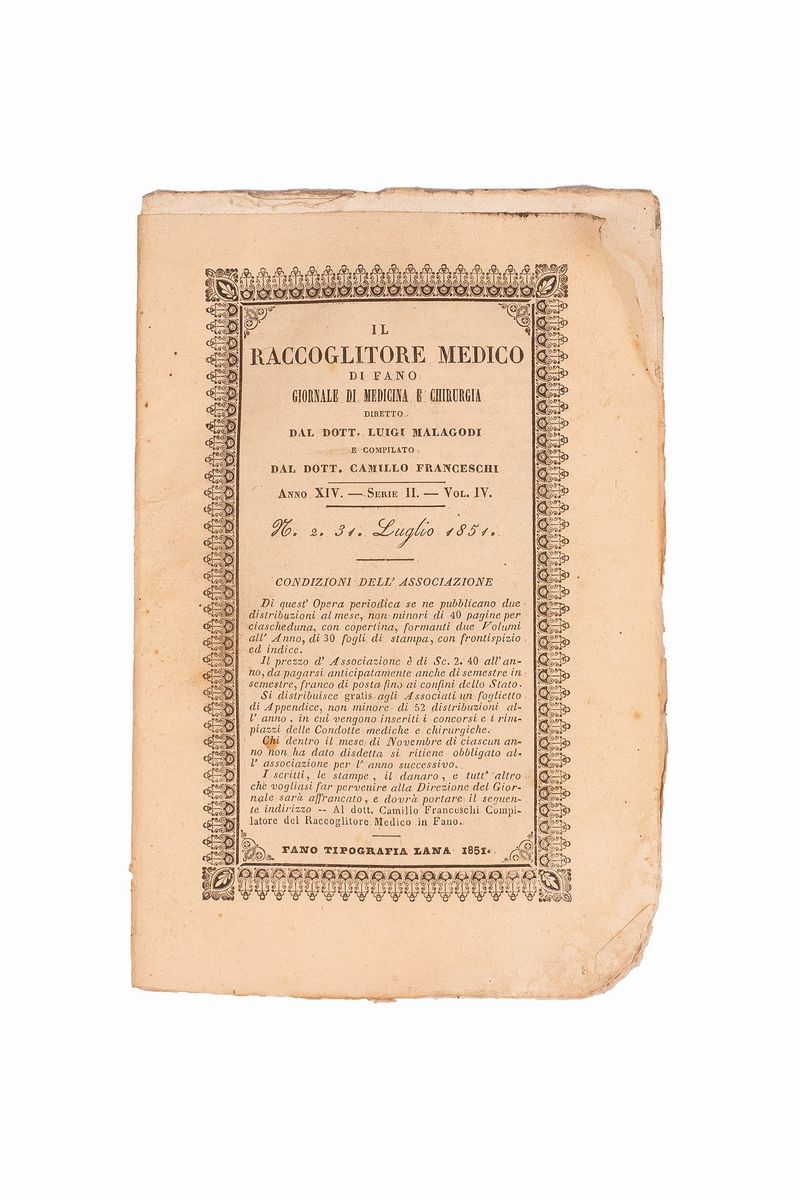 IL
RACCOGLITORE MEDICO
DI FANO
GIORNALE DI MEDICINA E CHIRURGIA
DIRETTO
DAL DOTT. LUIGI MALAGODI
E COMPILATO
DAL DOTT. CAMILLO FRANCESCHI
ANNO XIV. — SERIE II. — VOL. IV.
N. 2. 31. Luglio 1851.
CONDIZIONI DELL' ASSOCIAZIONE
Di quest' Opera periodica se ne pubblicano due
distribuzioni al mese, non minori di 40 pagine per
ciascheduna, con copertina, formanti due Volumi
all' Anno, di 30 fogli di stampa, con frontispizio
ed indice.
Il prezzo d' Associazione è di Sc. 2. 40 all' an-
no, da pagarsi anticipatamente anche di semestre in
semestre, franco di posta fino ai confini dello Stato.
Si distribuisce gratis agli Associati un foglietto
di Appendice, non minore di 52 distribuzioni al-
l' anno, in cui vengono inseriti i concorsi e i rim-
piazzi delle Condotte mediche e chirurgiche.
Chi dentro il mese di Novembre di ciascun an-
no non ha dato disdetta si ritiene obbligato al-
l' associazione per l' anno successivo.
I scritti, le stampe, il danaro, e tutt' altro
che vogliasi far pervenire alla Direzione del Gior-
nale sarà affrancato, e dovrà portare il seguen-
te indirizzo -- Al dott. Camillo Franceschi Compi-
latore del Raccoglitore Medico in Fano.
FANO TIPOGRAFIA LANA 1851.